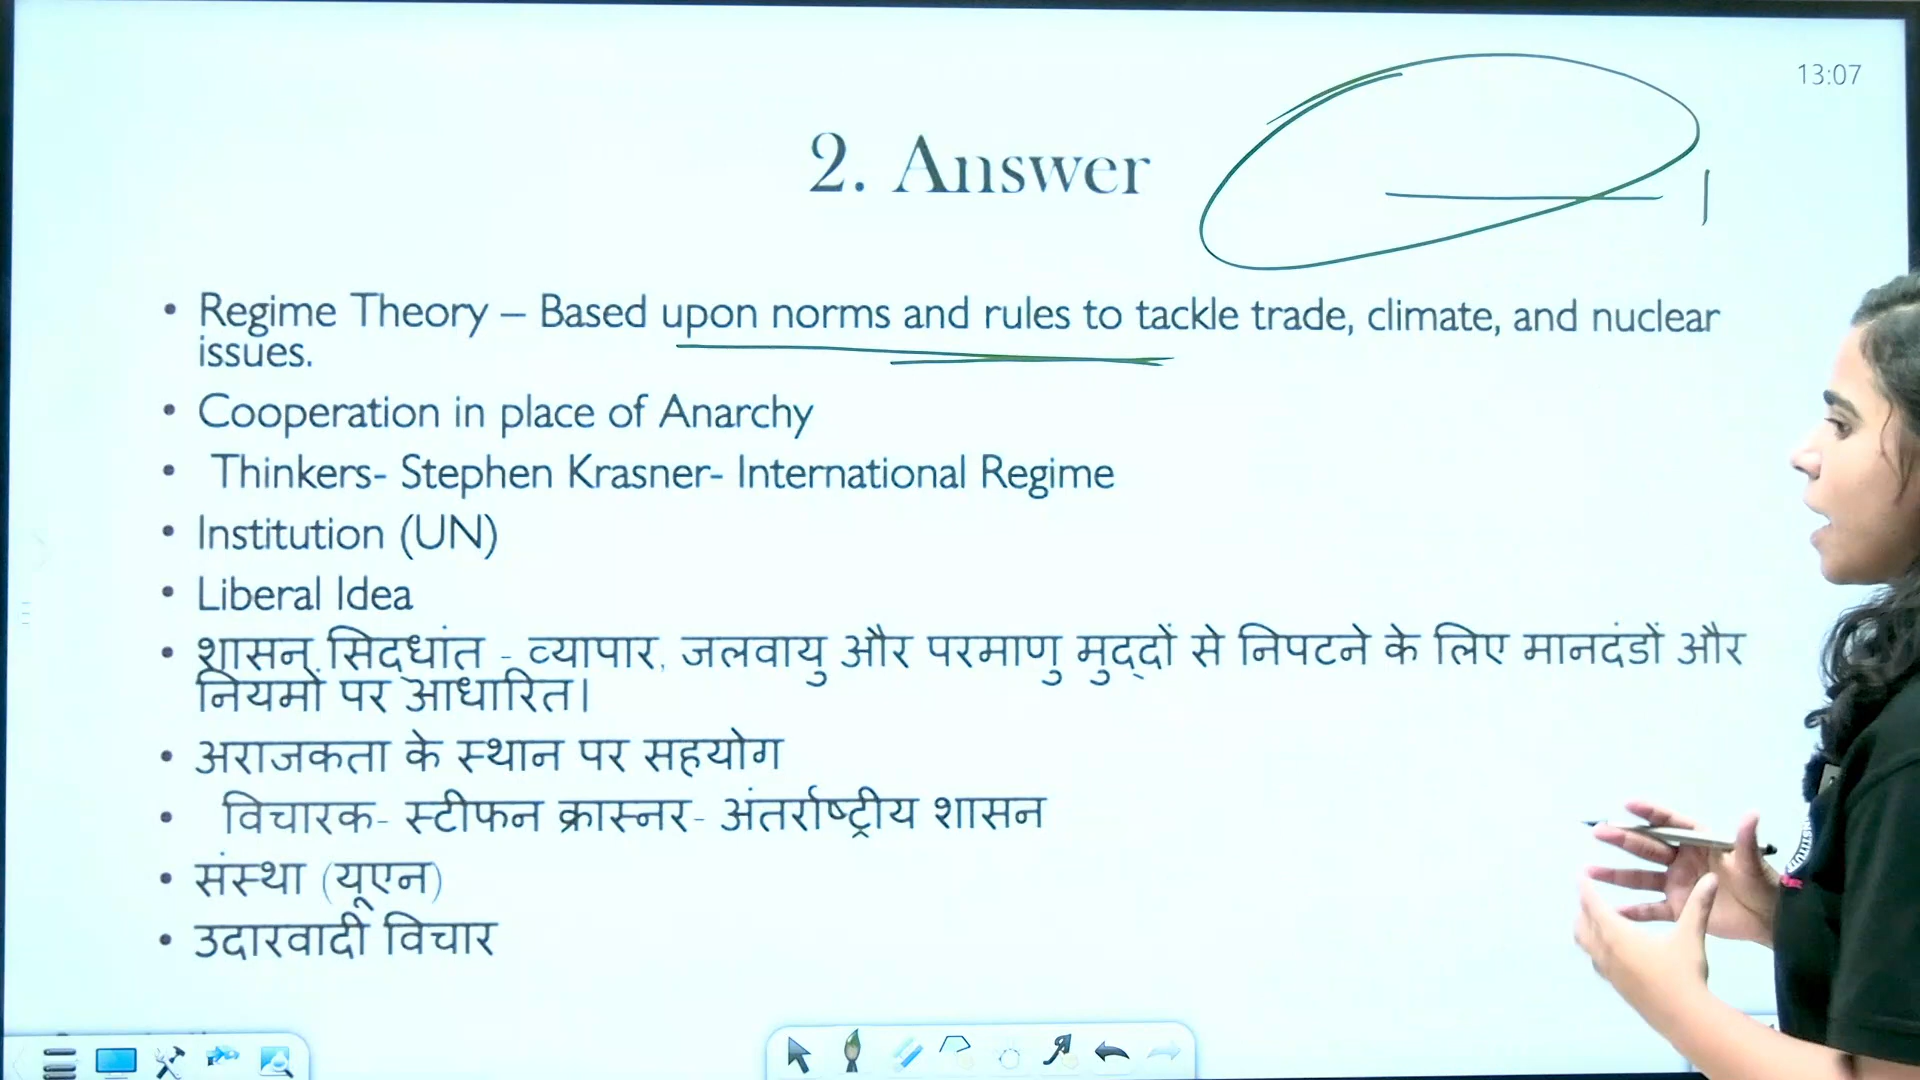 13:07
2. Answer
• Regime Theory – Based upon norms and rules to tackle trade, climate, and nuclear
issues.
• Cooperation in place of Anarchy
• Thinkers- Stephen Krasner- International Regime
• Institution (UN)
• Liberal Idea
• शासन सिद्धांत - व्यापार, जलवायु और परमाणु मुद्दों से निपटने के लिए मानदंडों और
नियमों पर आधारित।
• अराजकता के स्थान पर सहयोग
• विचारक- स्टीफन क्रास्नर- अंतर्राष्ट्रीय शासन
• संस्था (यूएन)
• उदारवादी विचार